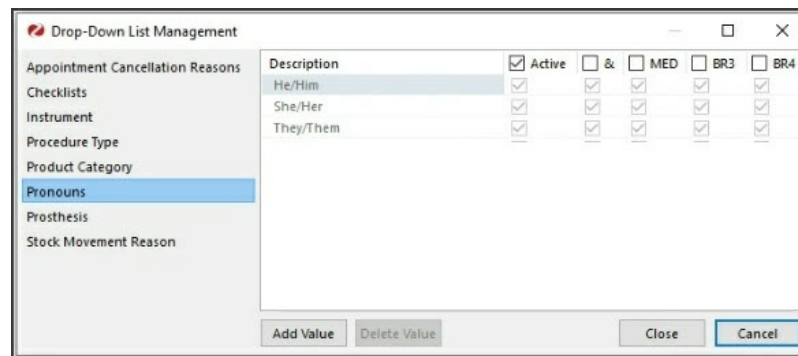 Drop-Down List Management
Appointment Cancellation Reasons
Checklists
Instrument
Procedure Type
Product Category
Pronouns
Prosthesis
Stock Movement Reason
Description Active & MED BR3 BR4
He/Him
She/Her
They/Them
Add Value Delete Value Close Cancel